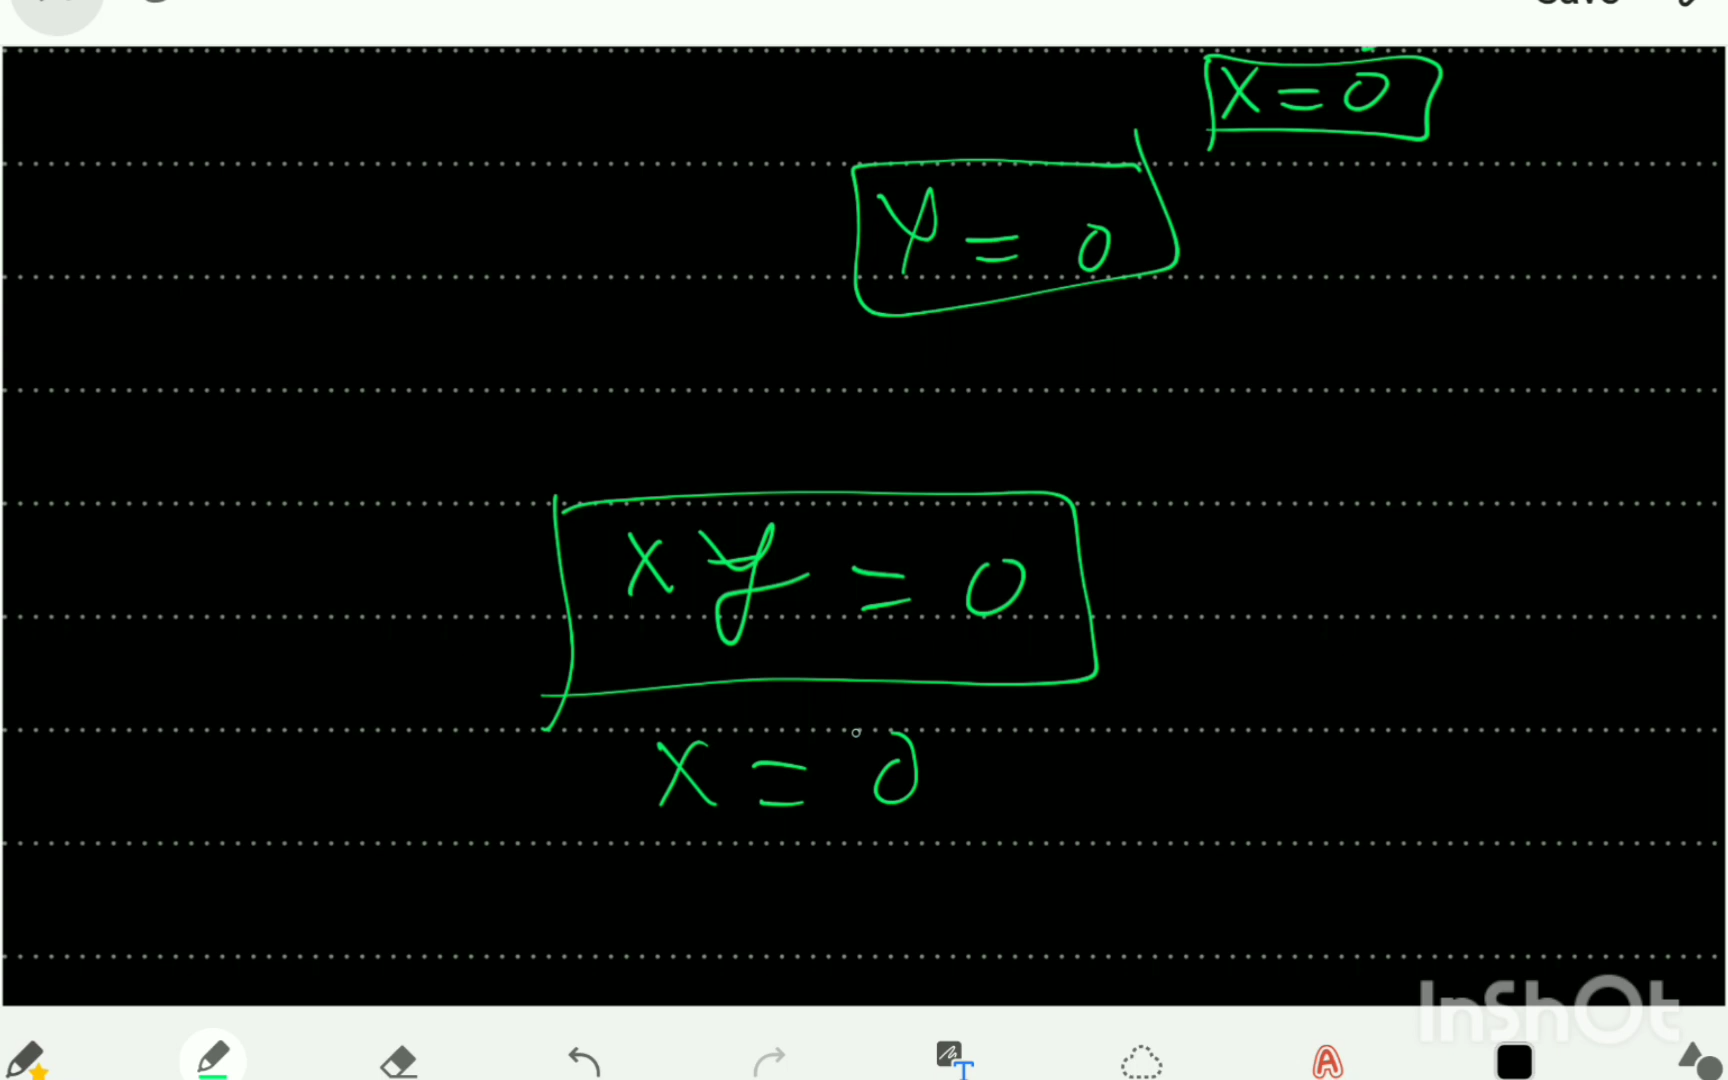 X = 0
Y = 0
xy = 0
X = 0
InShOt